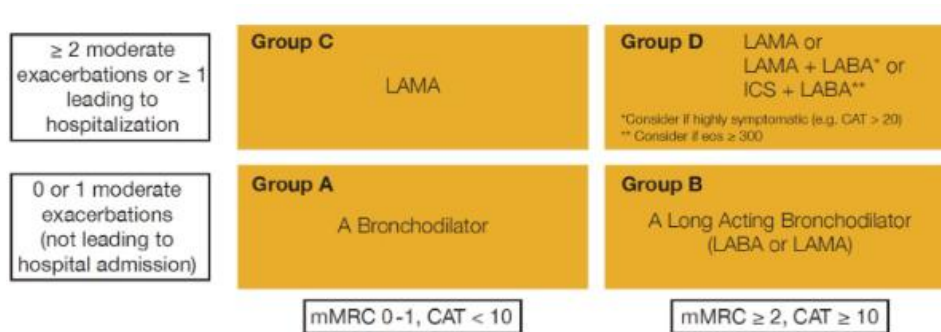 ≥ 2 moderate
exacerbations or ≥ 1
leading to
hospitalization
Group C
LAMA
Group D
LAMA or
LAMA + LABA* or
ICS + LABA**
*Consider if highly symptomatic (e.g. CAT > 20)
** Consider if eos ≥ 300
0 or 1 moderate
exacerbations
(not leading to
hospital admission)
Group A
A Bronchodilator
Group B
A Long Acting Bronchodilator
(LABA or LAMA)
mMRC 0-1, CAT < 10
mMRC ≥ 2, CAT ≥ 10